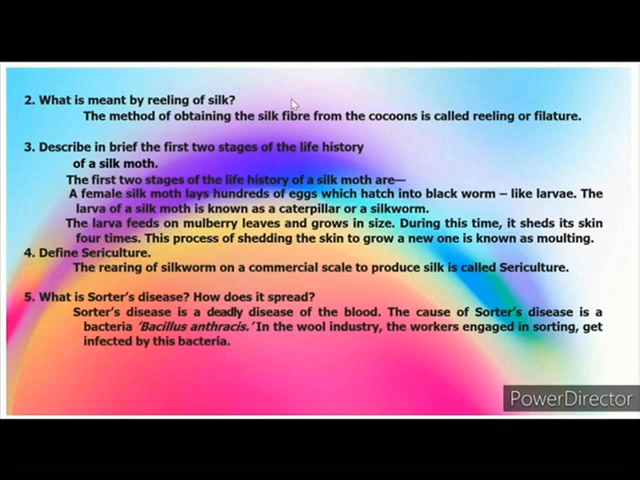 2. What is meant by reeling of silk?
The method of obtaining the silk fibre from the cocoons is called reeling or filature.
3. Describe in brief the first two stages of the life history
of a silk moth.
The first two stages of the life history of a silk moth are—
A female silk moth lays hundreds of eggs which hatch into black worm – like larvae. The
larva of a silk moth is known as a caterpillar or a silkworm.
The larva feeds on mulberry leaves and grows in size. During this time, it sheds its skin
four times. This process of shedding the skin to grow a new one is known as moulting.
4. Define Sericulture.
The rearing of silkworm on a commercial scale to produce silk is called Sericulture.
5. What is Sorter's disease? How does it spread?
Sorter's disease is a deadly disease of the blood. The cause of Sorter's disease is a
bacteria 'Bacillus anthracis.' In the wool industry, the workers engaged in sorting, get
infected by this bacteria.
PowerDirector